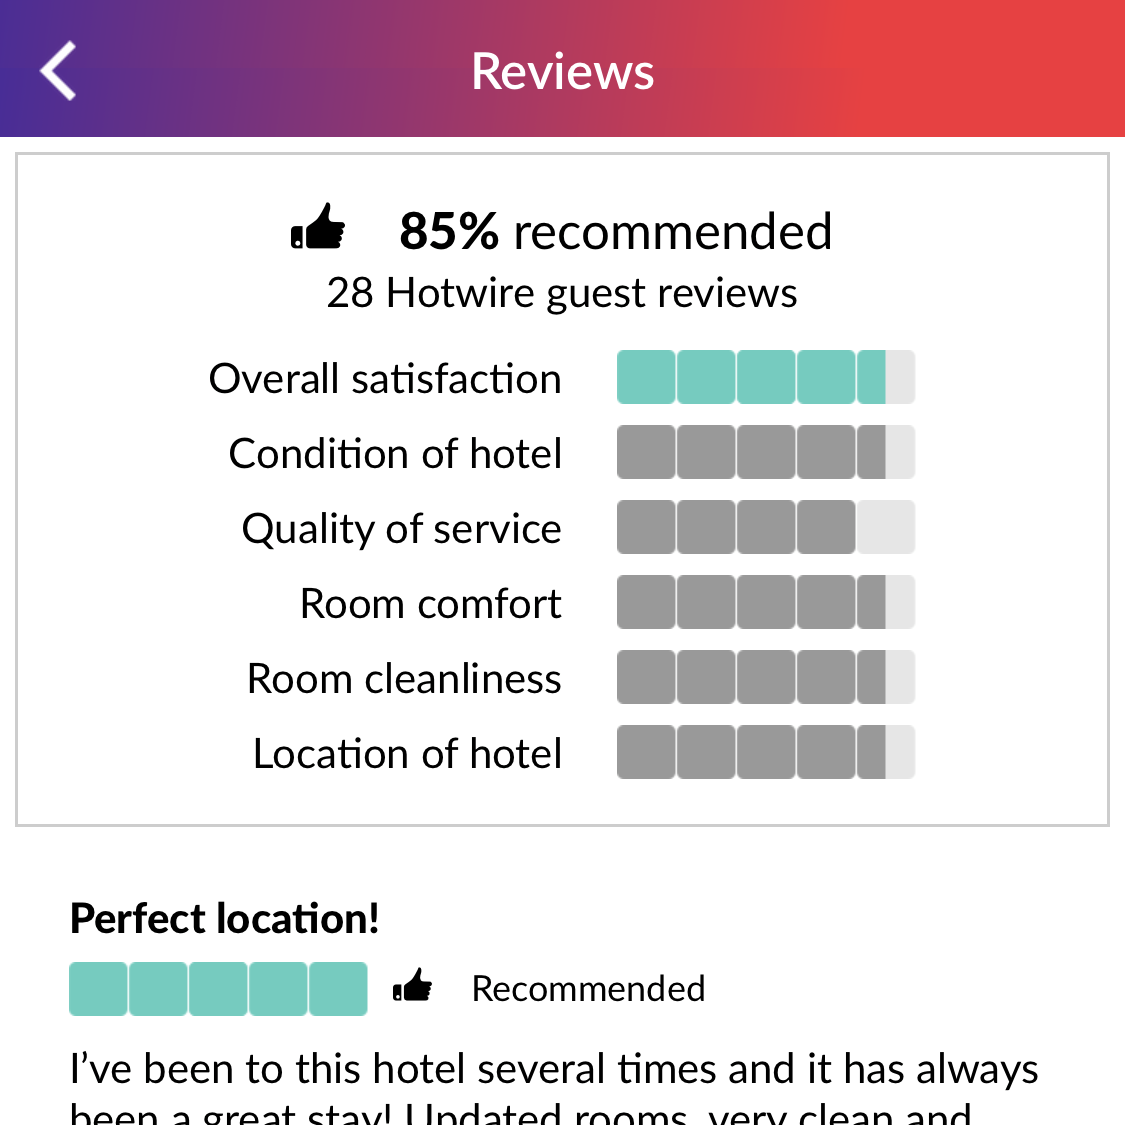 Reviews
85% recommended
28 Hotwire guest reviews
Overall satisfaction
Condition of hotel
Quality of service
Room comfort
Room cleanliness
Location of hotel
Perfect location!
Recommended
I’ve been to this hotel several times and it has always
been a great stay! Updated rooms, very clean and